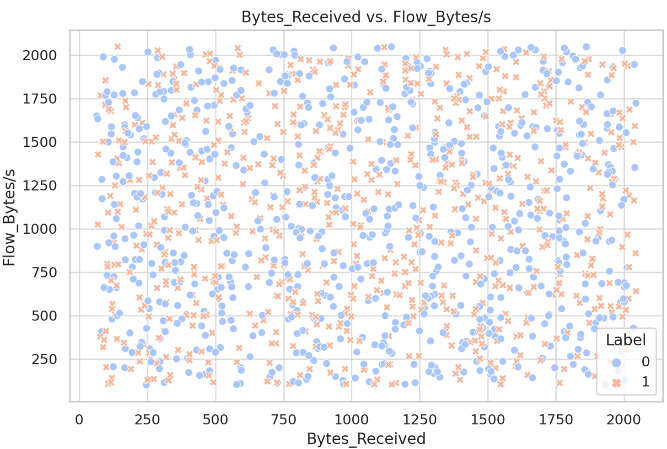 Bytes_Received vs. Flow_Bytes/s
Flow_Bytes/s
2000
1750
1500
1250
1000
750
500
250
Label
0
1
0 250 500 750 1000 1250 1500 1750 2000
Bytes_Received